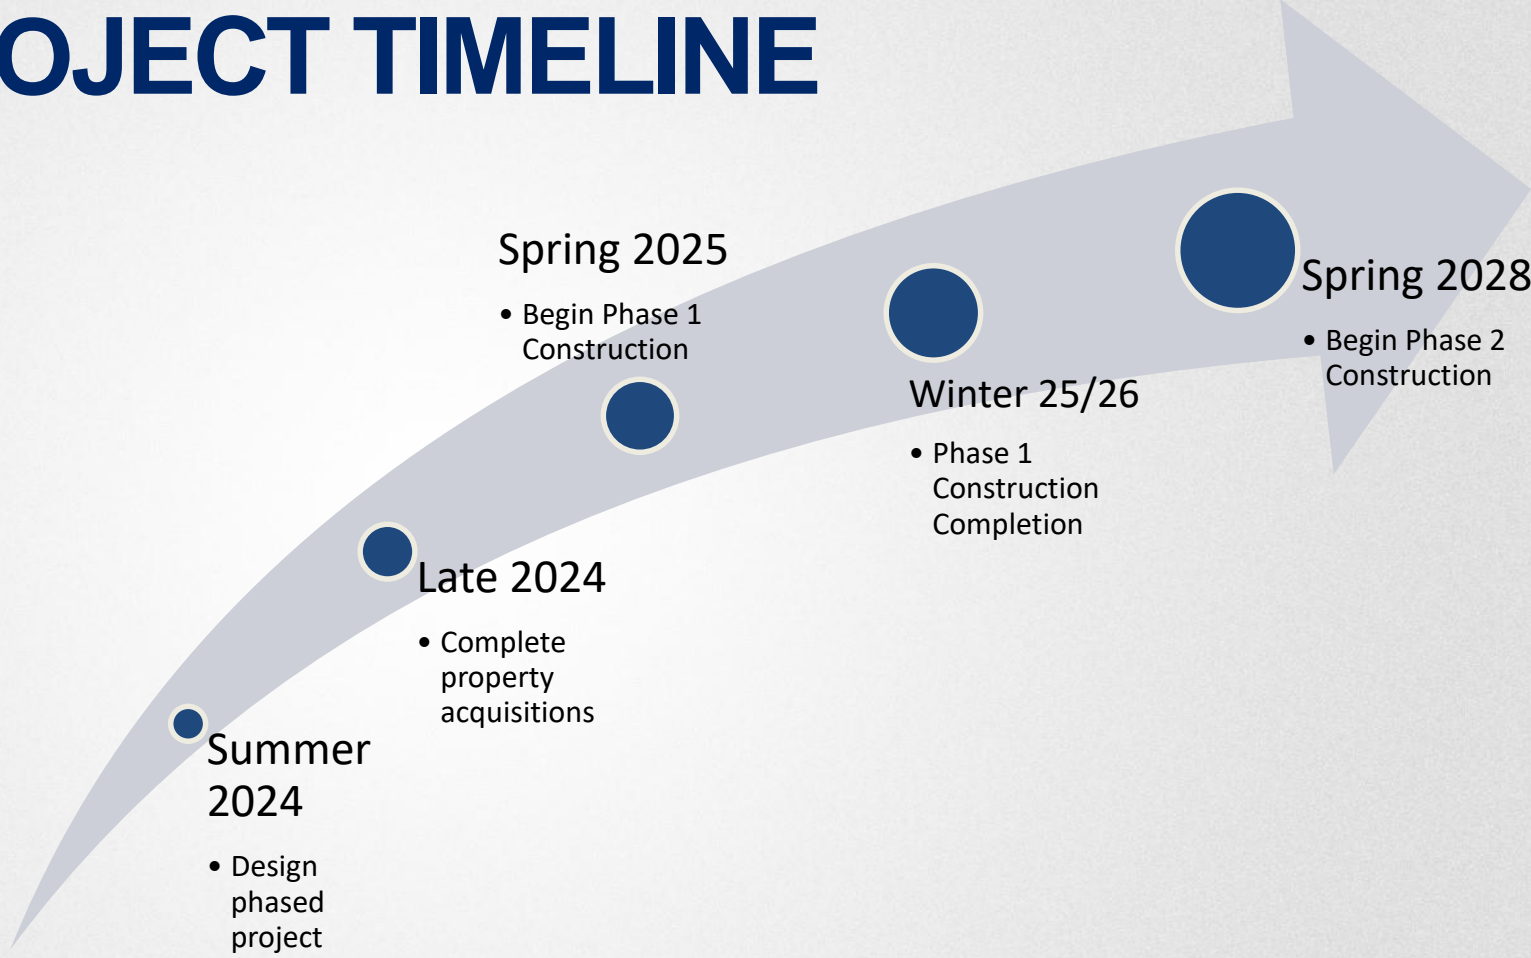 OJECT TIMELINE
Spring 2025
• Begin Phase 1
Construction
Spring 2028
• Begin Phase 2
Construction
Winter 25/26
• Phase 1
Construction
Completion
Late 2024
• Complete
property
acquisitions
Summer
2024
• Design
phased
project